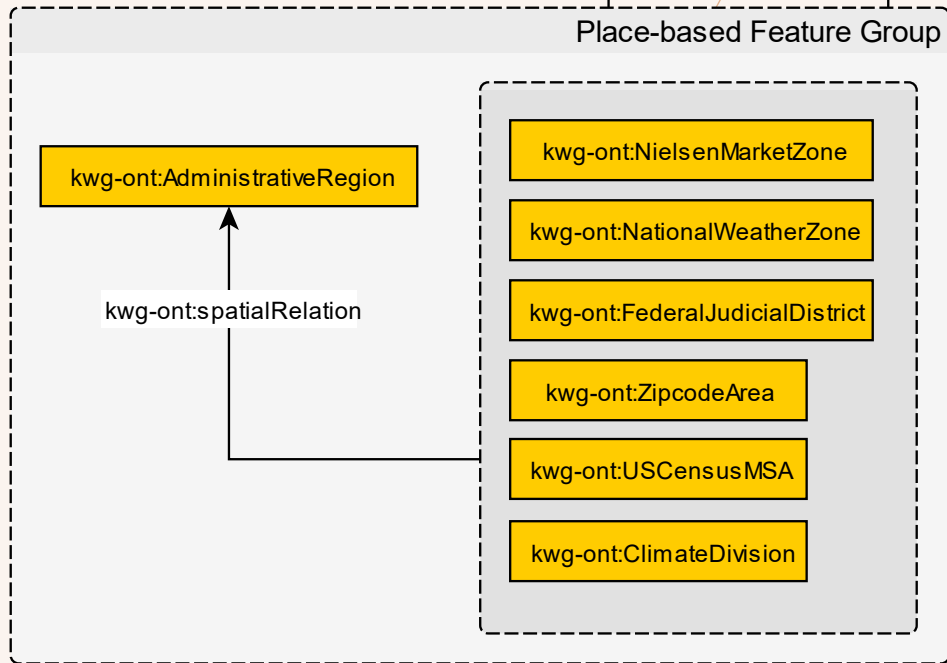 Place-based Feature Group
kwg-ont:AdministrativeRegion
kwg-ont:spatialRelation
kwg-ont:NielsenMarketZone
kwg-ont:NationalWeatherZone
kwg-ont:FederalJudicialDistrict
kwg-ont:ZipcodeArea
kwg-ont:USCensusMSA
kwg-ont:ClimateDivision